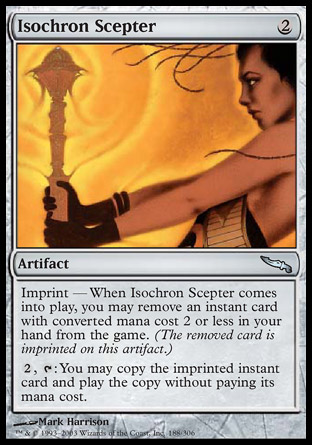 Isochron Scepter 2
Artifact
Imprint — When Isochron Scepter comes
into play, you may remove an instant card
with converted mana cost 2 or less in your
hand from the game. (The removed card is
imprinted on this artifact.)
2, : You may copy the imprinted instant
card and play the copy without paying its
mana cost.
Mark Harrison
™ & © 1993–2003 Wizards of the Coast, Inc. 188/306